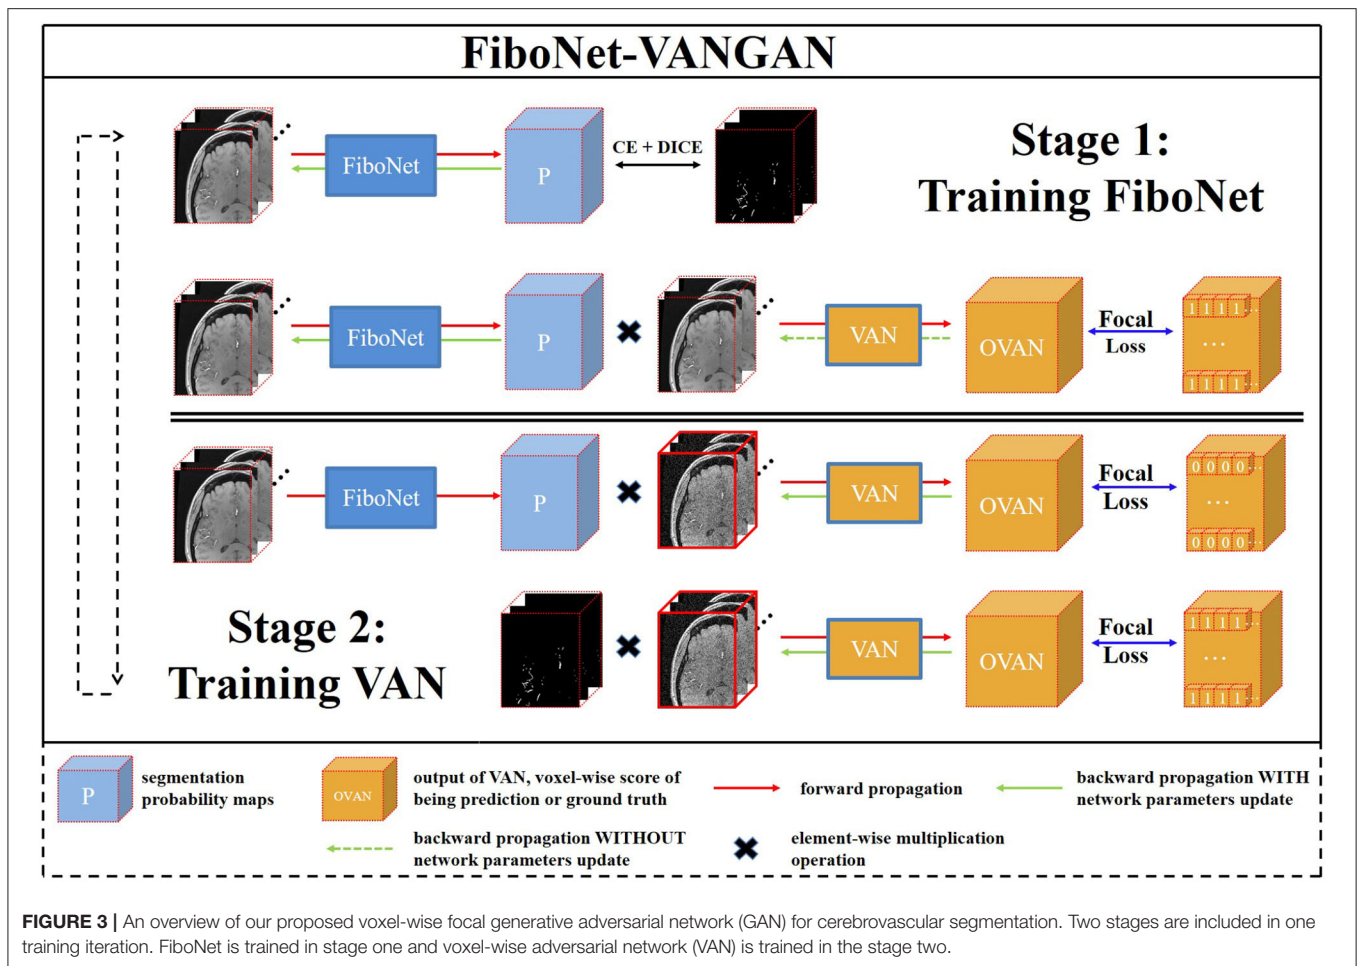 FiboNet-VANGAN
FiboNet
P
CE + DICE
Stage 1:
Training FiboNet
FiboNet
P
VAN
OVAN
Focal
Loss
1 1 1 1 ...
...
1 1 1 1 ...
FiboNet
P
VAN
OVAN
Focal
Loss
0 0 0 0 ...
...
0 0 0 0 ...
Stage 2:
Training VAN
VAN
OVAN
Focal
Loss
1 1 1 1 ...
...
1 1 1 1 ...
P
segmentation
probability maps
OVAN
output of VAN, voxel-wise score of
being prediction or ground truth
forward propagation
backward propagation WITH
network parameters update
backward propagation WITHOUT
network parameters update
element-wise multiplication
operation
FIGURE 3 | An overview of our proposed voxel-wise focal generative adversarial network (GAN) for cerebrovascular segmentation. Two stages are included in one
training iteration. FiboNet is trained in stage one and voxel-wise adversarial network (VAN) is trained in the stage two.